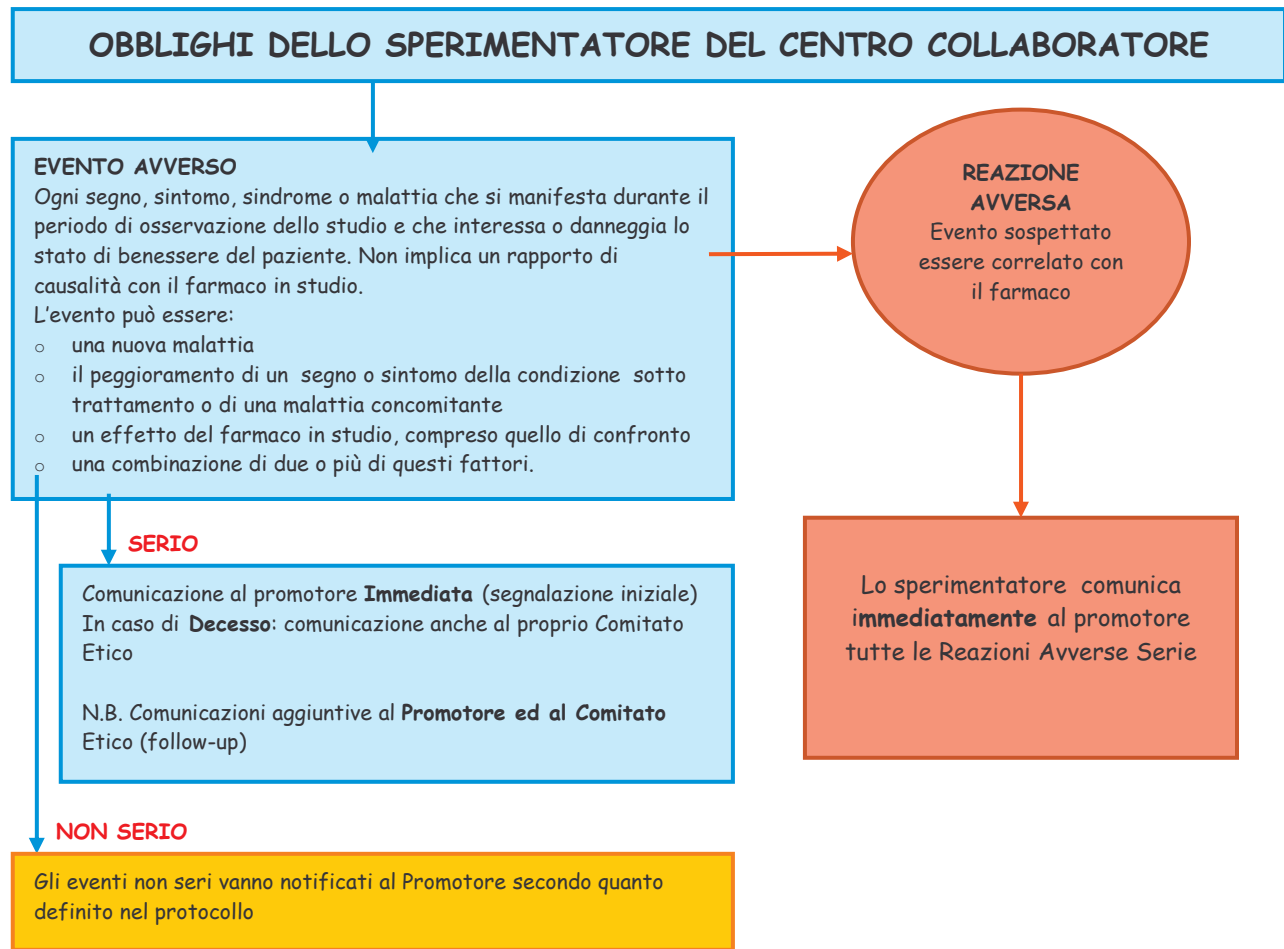 OBBLIGHI DELLO SPERIMENTATORE DEL CENTRO COLLABORATORE
EVENTO AVVERSO
Ogni segno, sintomo, sindrome o malattia che si manifesta durante il
periodo di osservazione dello studio e che interessa o danneggia lo
stato di benessere del paziente. Non implica un rapporto di
causalità con il farmaco in studio.
L'evento può essere:
o una nuova malattia
o il peggioramento di un segno o sintomo della condizione sotto
trattamento o di una malattia concomitante
o un effetto del farmaco in studio, compreso quello di confronto
o una combinazione di due o più di questi fattori.
REAZIONE
AVVERSA
Evento sospettato
essere correlato con
il farmaco
SERIO
Comunicazione al promotore Immediata (segnalazione iniziale)
In caso di Decesso: comunicazione anche al proprio Comitato
Etico
N.B. Comunicazioni aggiuntive al Promotore ed al Comitato
Etico (follow-up)
Lo sperimentatore comunica
immediatamente al promotore
tutte le Reazioni Avverse Serie
NON SERIO
Gli eventi non seri vanno notificati al Promotore secondo quanto
definito nel protocollo